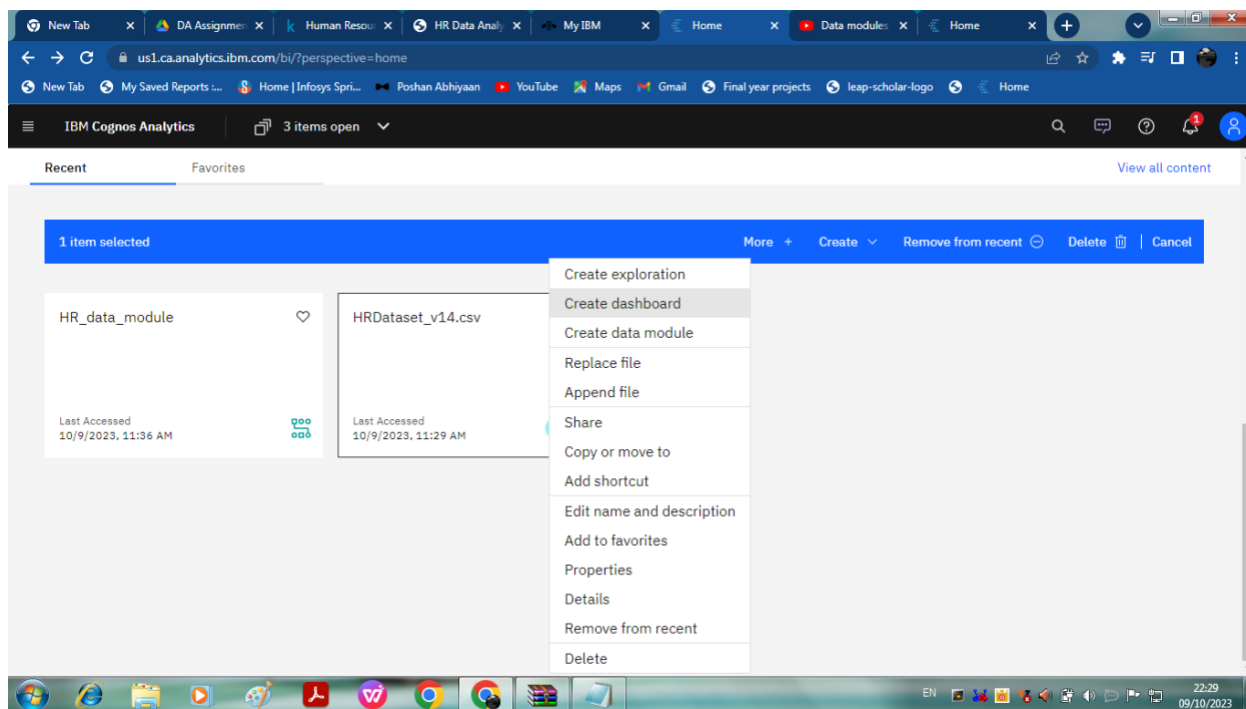 New Tab
DA Assignmen
Human Resou
HR Data Analy
My IBM
Home
Data modules
Home
us1.ca.analytics.ibm.com/bi/?perspective=home
New Tab
My Saved Reports :...
Home | Infosys Spri...
Poshan Abhiyaan
YouTube
Maps
Gmail
Final year projects
leap-scholar-logo
Home
IBM Cognos Analytics
3 items open
1
Recent
Favorites
View all content
1 item selected
More +
Create
Remove from recent
Delete
Cancel
HR_data_module
Last Accessed
10/9/2023, 11:36 AM
HRDataset_v14.csv
Last Accessed
10/9/2023, 11:29 AM
Create exploration
Create dashboard
Create data module
Replace file
Append file
Share
Copy or move to
Add shortcut
Edit name and description
Add to favorites
Properties
Details
Remove from recent
Delete
EN
22:29
09/10/2023